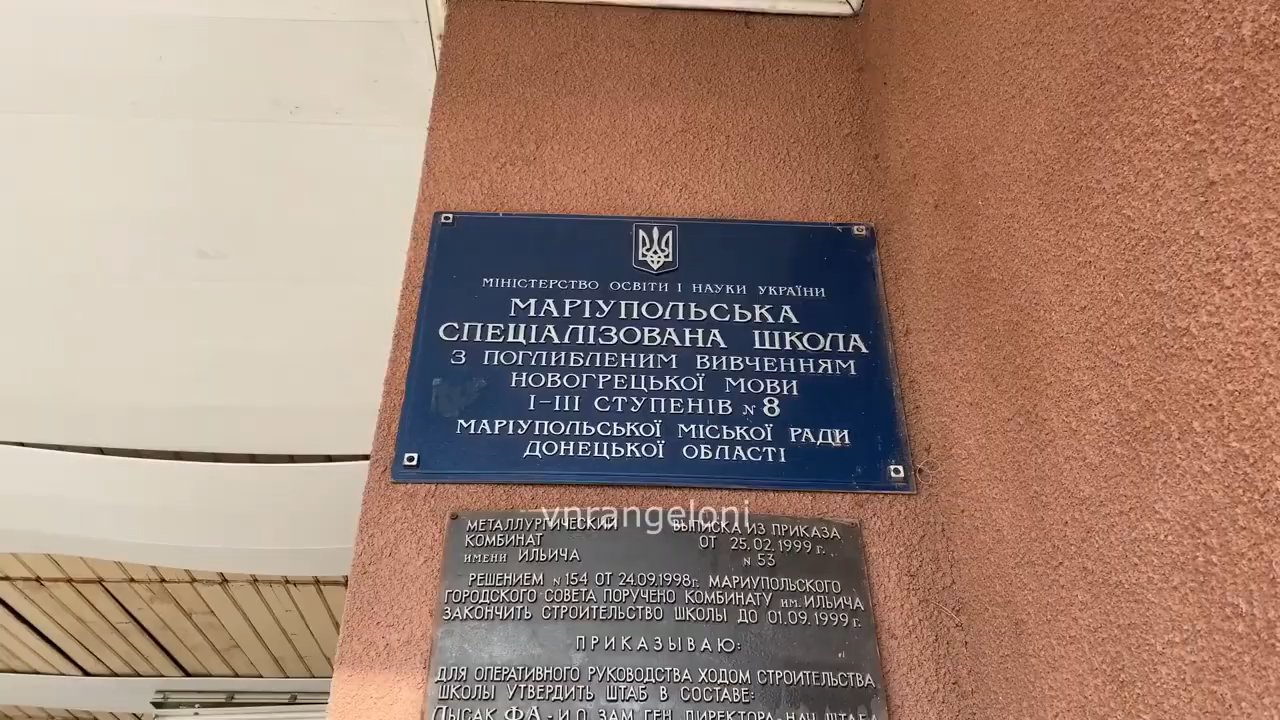 МІНІСТЕРСТВО ОСВІТИ І НАУКИ УКРАЇНИ
МАРІУПОЛЬСЬКА
СПЕЦІАЛІЗОВАНА ШКОЛА
З ПОГЛИБЛЕНИМ ВИВЧЕННЯМ
НОВОГРЕЦЬКОЇ МОВИ
І-ІІІ СТУПЕНІВ № 8
МАРІУПОЛЬСЬКОЇ МІСЬКОЇ РАДИ
ДОНЕЦЬКОЇ ОБЛАСТІ
vnrangeloni
МЕТАЛЛУРГИЧЕСКИЙ ВЫПИСКА ИЗ ПРИКАЗА
КОМБИНАТ ОТ 25.02.1999 г.
ИМЕНИ ИЛЬИЧА № 53
РЕШЕНИЕМ № 154 ОТ 24.09.1998г. МАРИУПОЛЬСКОГО
ГОРОДСКОГО СОВЕТА ПОРУЧЕНО КОМБИНАТУ им. ИЛЬИЧА
ЗАКОНЧИТЬ СТРОИТЕЛЬСТВО ШКОЛЫ ДО 01.09.1999 г.
ПРИКАЗЫВАЮ:
ДЛЯ ОПЕРАТИВНОГО РУКОВОДСТВА ХОДОМ СТРОИТЕЛЬСТВА
ШКОЛЫ УТВЕРДИТЬ ШТАБ В СОСТАВЕ:
ЛЫСАК Ф.А. - И.О. ЗАМ. ГЕН. ДИРЕКТОРА - НАЧ. ШТАБА